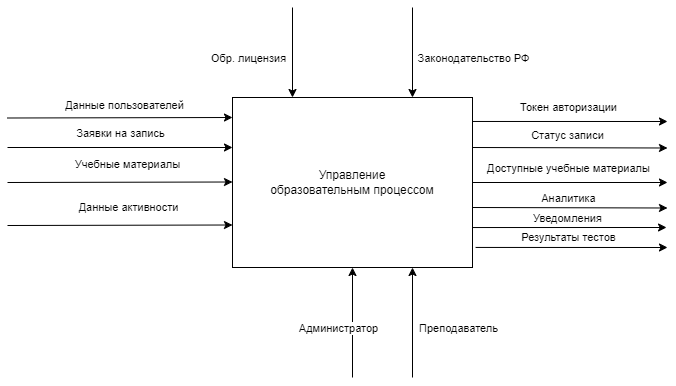 Обр. лицензия
Законодательство РФ
Данные пользователей
Заявки на запись
Учебные материалы
Данные активности
Управление
образовательным процессом
Токен авторизации
Статус записи
Доступные учебные материалы
Аналитика
Уведомления
Результаты тестов
Администратор
Преподаватель